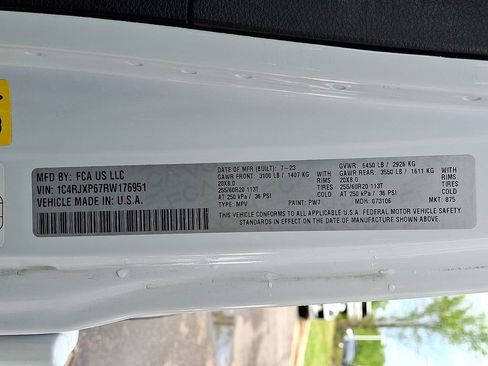 MFD BY: FCA US LLC
VIN: 1C4RJXP67RW176951
VEHICLE MADE IN: U.S.A.
DATE OF MFR (BUILT): 7-23 GVWR: 6450 LB / 2926 KG
GAWR FRONT: 3100 LB / 1407 KG WITH GAWR REAR: 3550 LB / 1611 KG WITH
20X8.0 RIMS 20X8.0 RIMS
255/60R20 113T TIRES 255/60R20 113T TIRES
AT 250 kPa / 36 PSI COLD AT 250 kPa / 36 PSI COLD
TYPE: MPV PAINT: PW7 MDH: 073106 MKT: 875
THIS VEHICLE CONFORMS TO ALL APPLICABLE U.S.A. FEDERAL MOTOR VEHICLE SAFETY
STANDARDS IN EFFECT ON THE DATE OF MANUFACTURE SHOWN ABOVE.